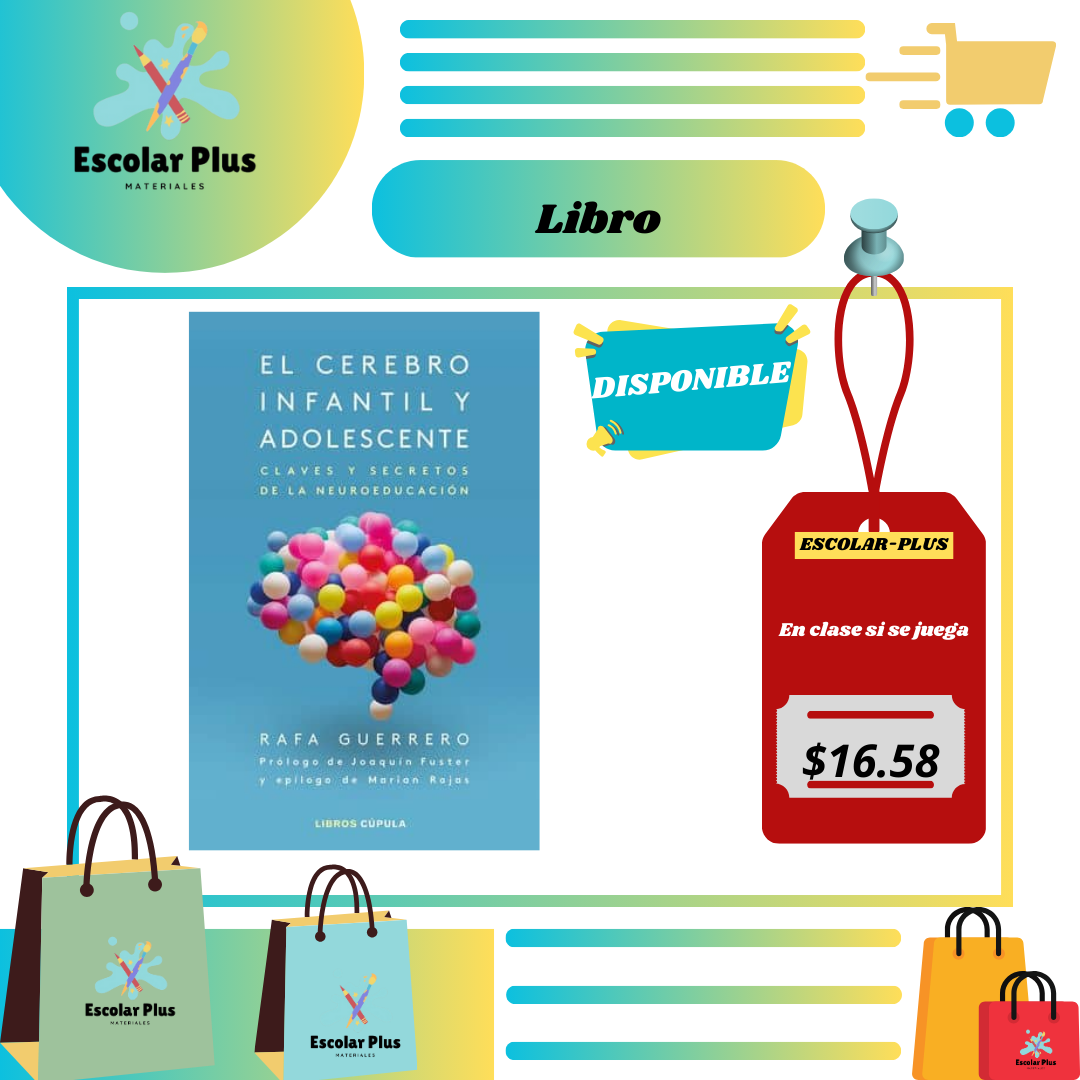 Escolar Plus
MATERIALES
Libro
EL CEREBRO
INFANTIL Y
ADOLESCENTE
CLAVES Y SECRETOS
DE LA NEUROEDUCACIÓN
RAFA GUERRERO
Prólogo de Joaquín Fuster
y epílogo de Marian Rojas
LIBROS CÚPULA
DISPONIBLE
ESCOLAR-PLUS
En clase si se juega
$16.58
Escolar Plus
MATERIALES
Escolar Plus
MATERIALES
Escolar Plus